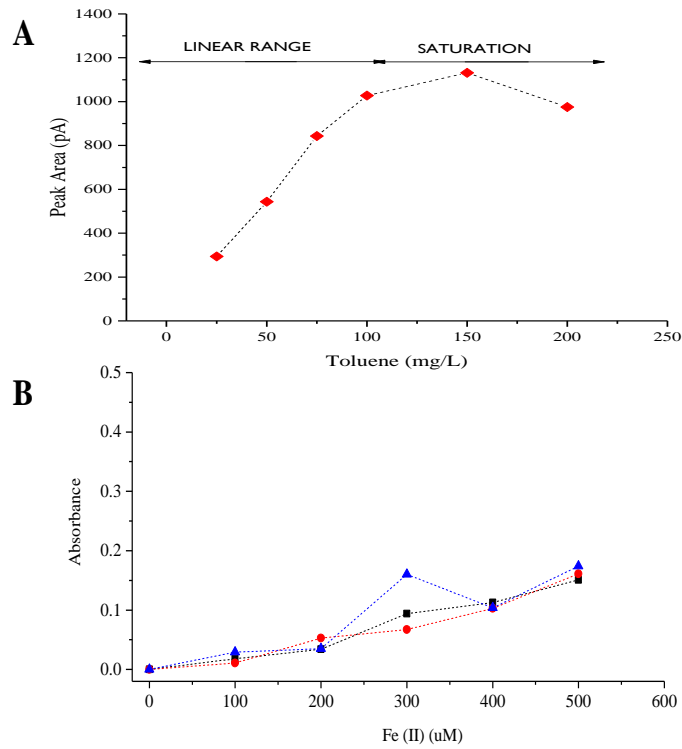 A
1400
LINEAR RANGE SATURATION
1200
1000
800
600
400
200
0
Peak Area (pA)
0 50 100 150 200 250
Toluene (mg/L)
B
0.5
0.4
0.3
0.2
0.1
0.0
Absorbance
0 100 200 300 400 500 600
Fe (II) (uM)